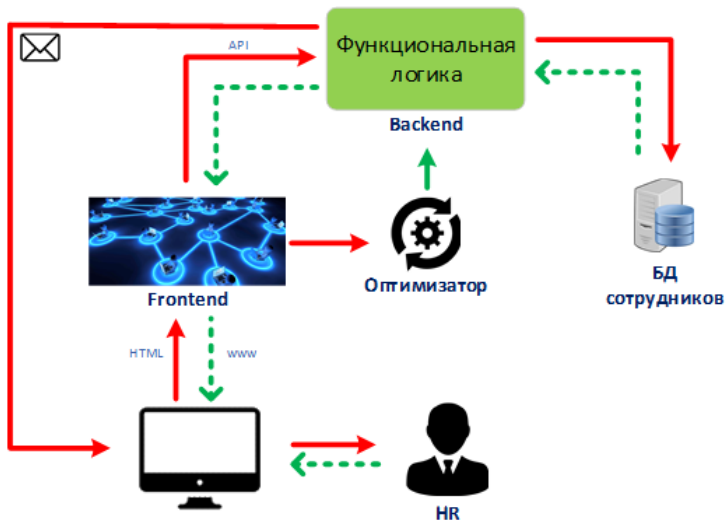 API
Функциональная
логика
Backend
Frontend
Оптимизатор
БД
сотрудников
HTML
www
HR